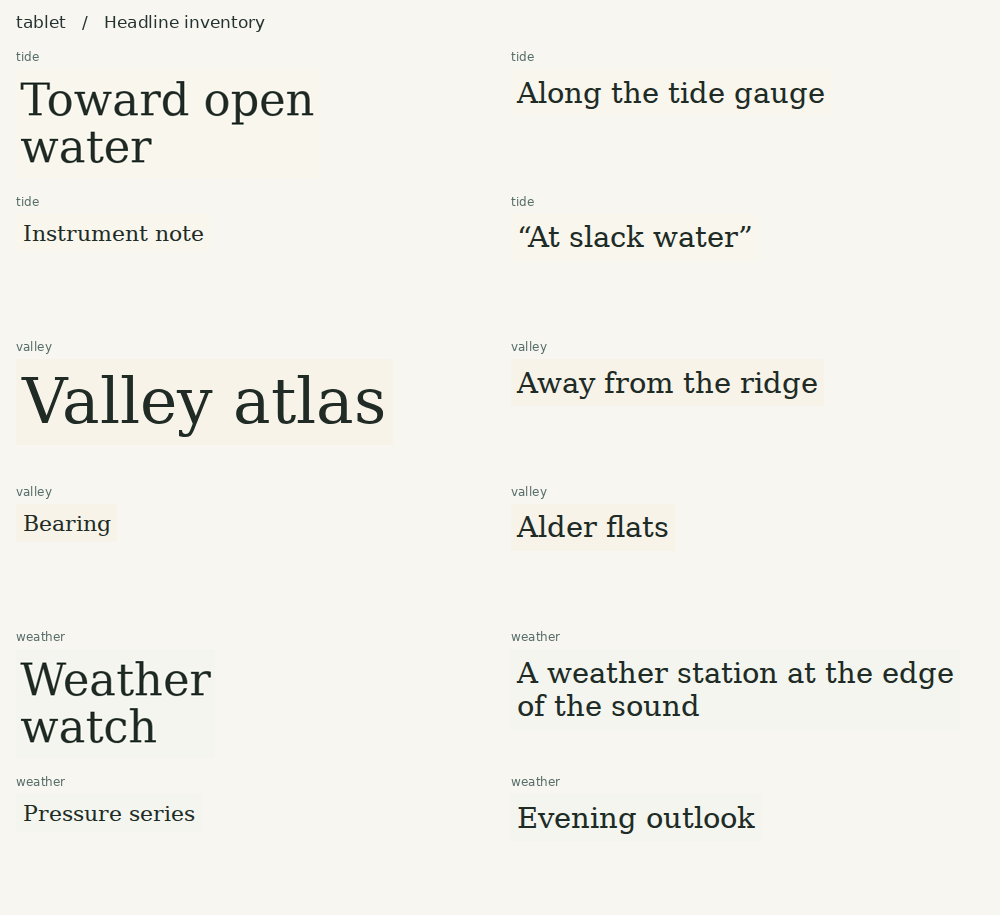 tablet / Headline inventory
tide
Toward open
water
tide
Along the tide gauge
tide
Instrument note
tide
“At slack water”
valley
Valley atlas
valley
Away from the ridge
valley
Bearing
valley
Alder flats
weather
Weather
watch
weather
A weather station at the edge
of the sound
weather
Pressure series
weather
Evening outlook